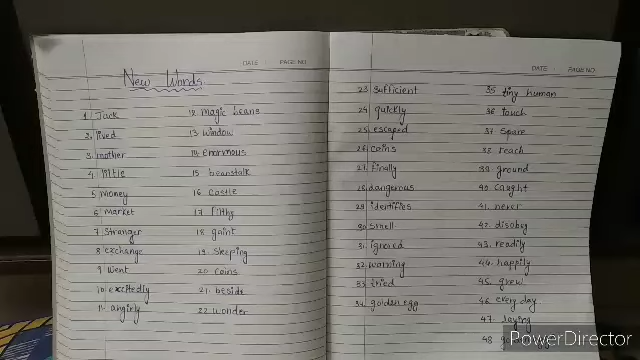 DATE : PAGE NO
New Words
1 Jack
2. lived
3. mother
4. little
5 money
6 market
7. Stranger
8 exchange
9 went
10 excitedly
11. angirly
12 magic beans
13 window
14 enormous
15 beanstalk
16 castle
17 filthy
18 gaint
19. sleeping
20 coins
21. beside
22. wonder
DATE : PAGE NO
23 sufficient
24 quickly
25 escaped
26 coins
27. finally
28 dangerous
29 identifies
30 smell
31 ignored
32 warning
33 tried
34 golden egg
35 tiny human
36 touch
37 spare
38. reach
39. ground
40. caught
41. never
42. disobey
43. readily
44. happily
45. grew
46 every day
47. laying
48
PowerDirector